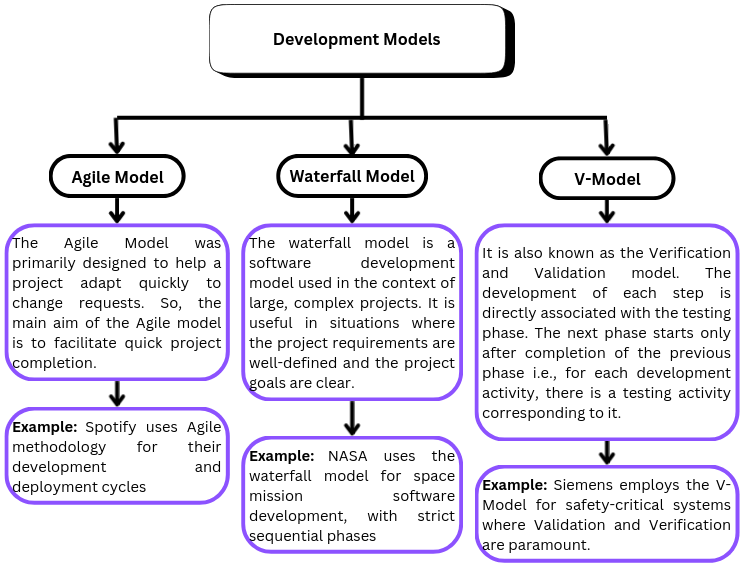 Development Models
Agile Model
The Agile Model was
primarily designed to help a
project adapt quickly to
change requests. So, the
main aim of the Agile model
is to facilitate quick project
completion.
Example: Spotify uses Agile
methodology for their
development and
deployment cycles
Waterfall Model
The waterfall model is a
software development
model used in the context of
large, complex projects. It is
useful in situations where
the project requirements are
well-defined and the project
goals are clear.
Example: NASA uses the
waterfall model for space
mission software
development, with strict
sequential phases
V-Model
It is also known as the Verification
and Validation model. The
development of each step is
directly associated with the testing
phase. The next phase starts only
after completion of the previous
phase i.e., for each development
activity, there is a testing activity
corresponding to it.
Example: Siemens employs the V-
Model for safety-critical systems
where Validation and Verification
are paramount.